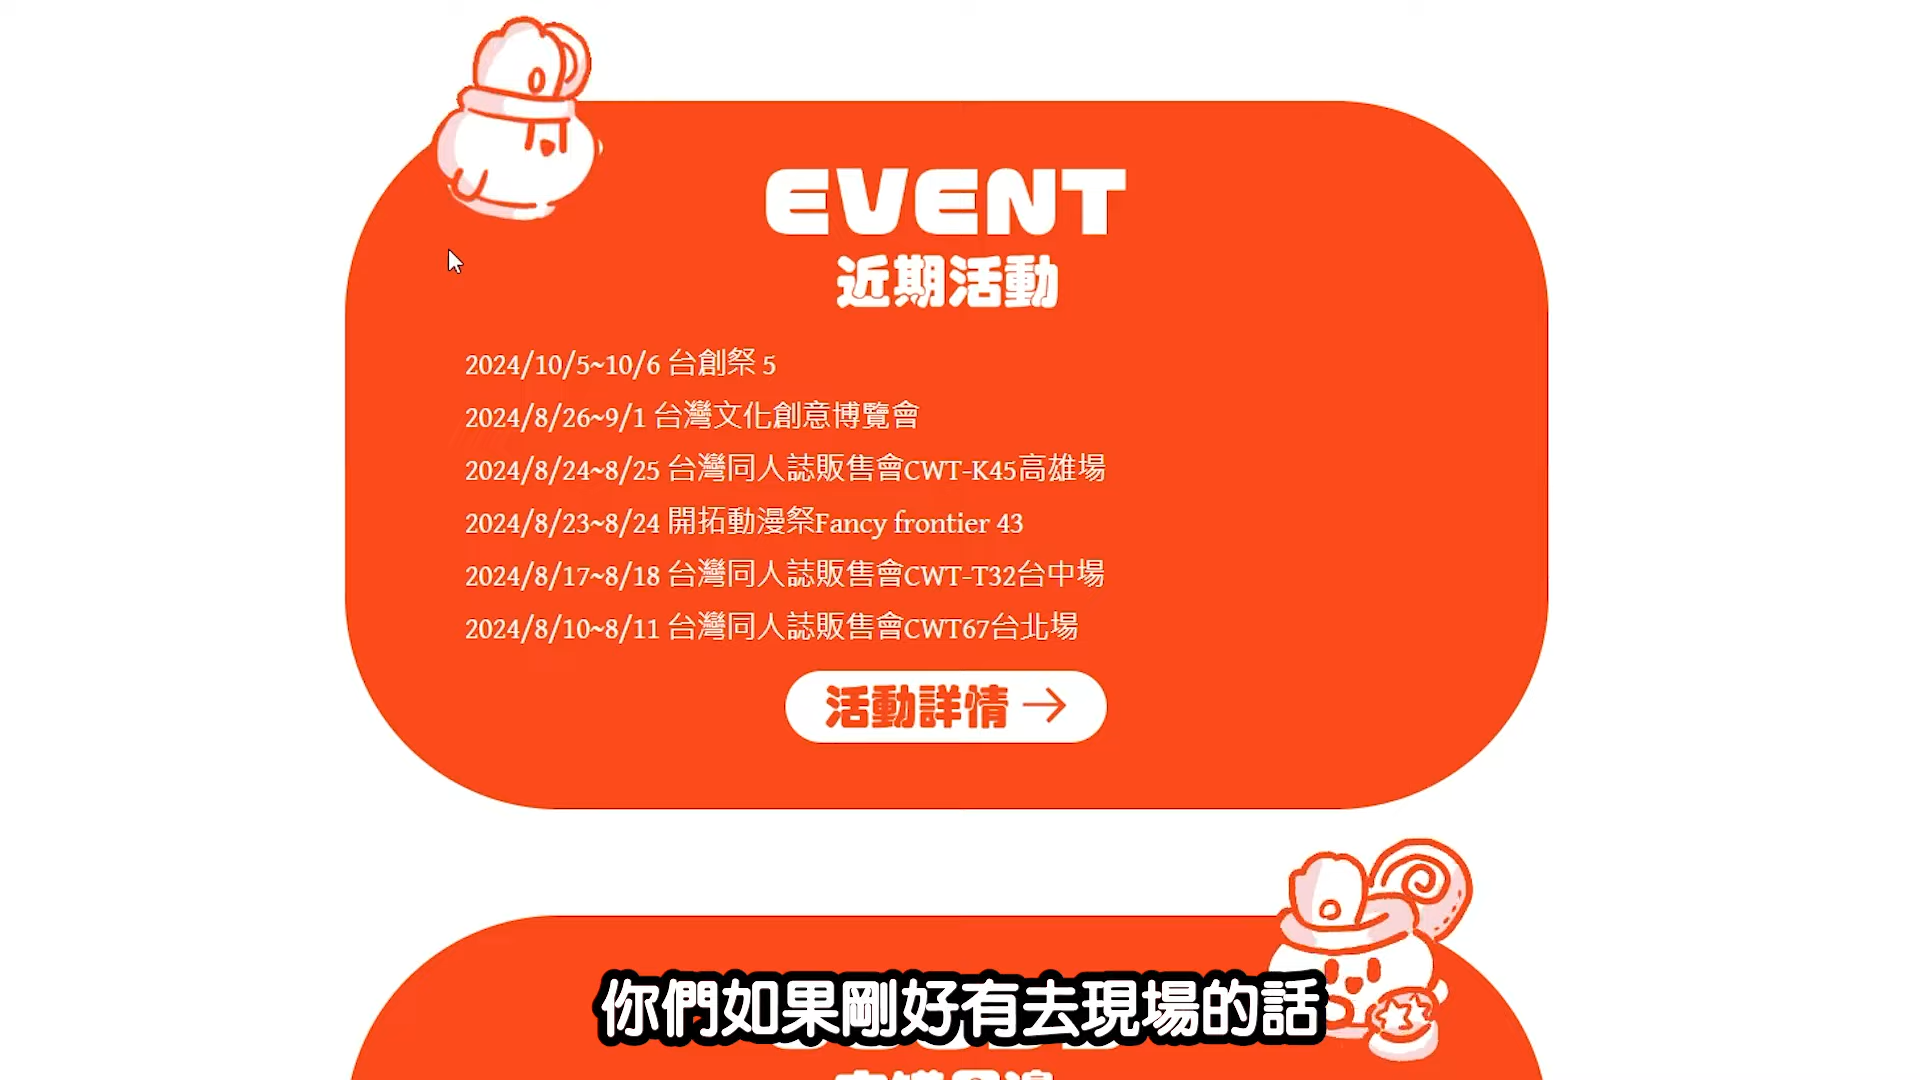 EVENT
近期活動
2024/10/5~10/6 台創祭 5
2024/8/26~9/1 台灣文化創意博覽會
2024/8/24~8/25 台灣同人誌販售會CWT-K45高雄場
2024/8/23~8/24 開拓動漫祭Fancy frontier 43
2024/8/17~8/18 台灣同人誌販售會CWT-T32台中場
2024/8/10~8/11 台灣同人誌販售會CWT67台北場
活動詳情 →
你們如果剛好有去現場的話